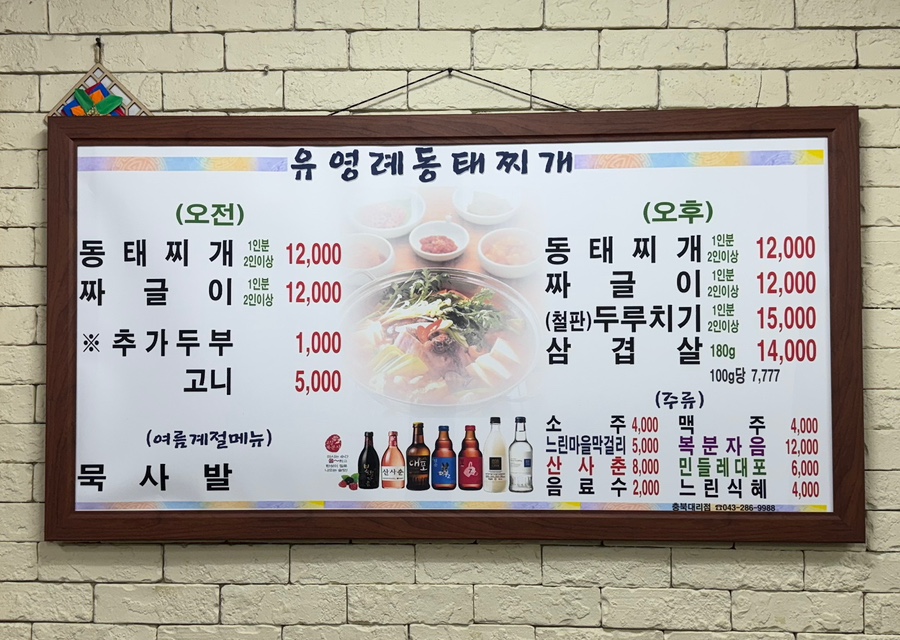 유영례동태찌개
(오전)
동태찌개 1인분 2인이상 12,000
짜글이 1인분 2인이상 12,000
※추가두부 1,000
고니 5,000
(여름계절메뉴)
묵사발
(오후)
동태찌개 1인분 2인이상 12,000
짜글이 1인분 2인이상 12,000
(철판)두루치기 1인분 2인이상 15,000
삼겹살 180g 14,000
100g당 7,777
(주류)
소주 4,000 맥주 4,000
느린마을막걸리 5,000 복분자음 12,000
산사춘 8,000 민들레대포 6,000
음료수 2,000 느린식혜 4,000
산사춘
대포
충북대리점 ☎043-286-9988